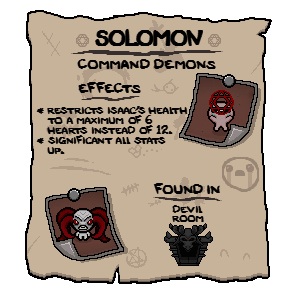 SOLOMON
COMMAND DEMONS
EFFECTS
* RESTRICTS ISAAC'S HEALTH
TO A MAXIMUM OF 6
HEARTS INSTEAD OF 12.
* SIGNIFICANT ALL STATS
UP.
FOUND IN
DEVIL
ROOM